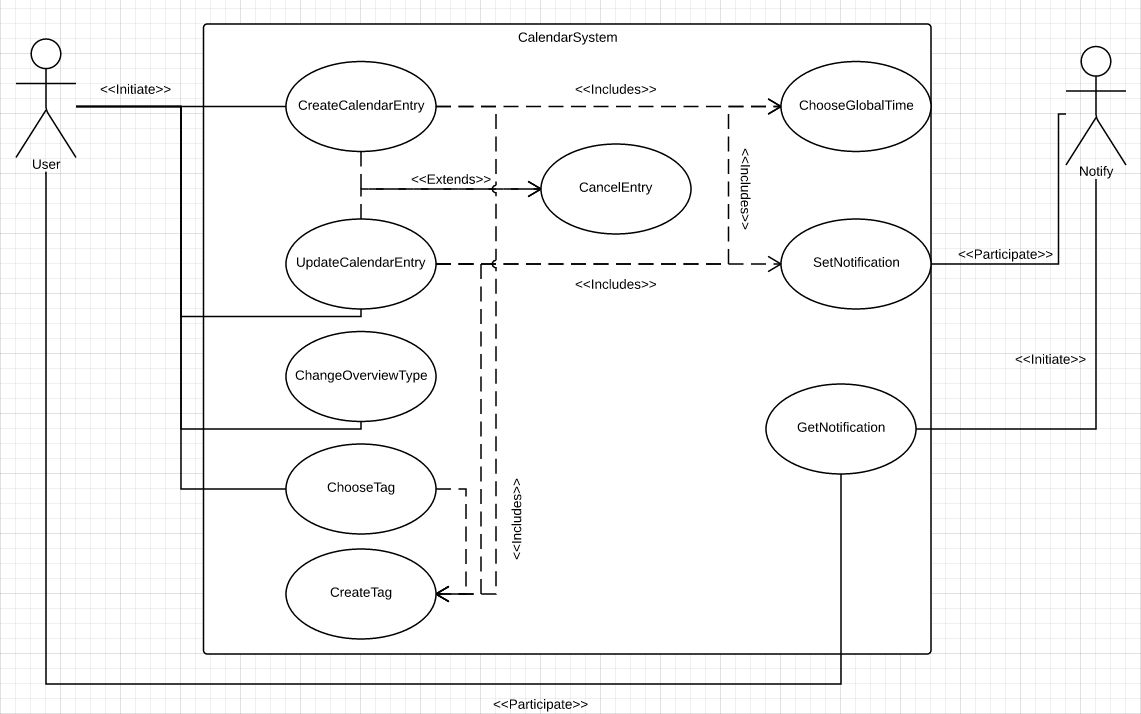 CalendarSystem
<<Initiate>>
CreateCalendarEntry
<<Includes>>
ChooseGlobalTime
User
Notify
<<Extends>>
CancelEntry
<<Includes>>
UpdateCalendarEntry
<<Includes>>
SetNotification
<<Participate>>
<<Initiate>>
ChangeOverviewType
GetNotification
ChooseTag
<<Includes>>
CreateTag
<<Participate>>